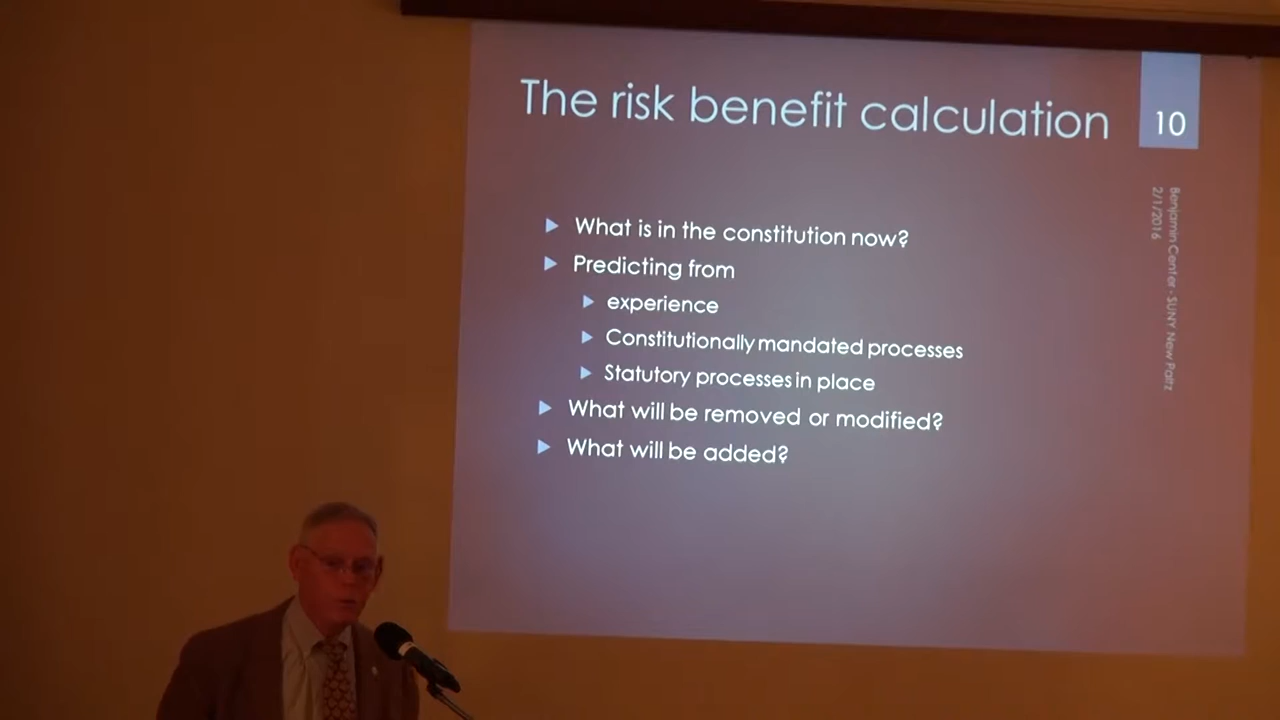 The risk benefit calculation
10
What is in the constitution now?
Predicting from
experience
Constitutionally mandated processes
Statutory processes in place
What will be removed or modified?
What will be added?
Benjamin Center - SUNY New Paltz
2/1/2016